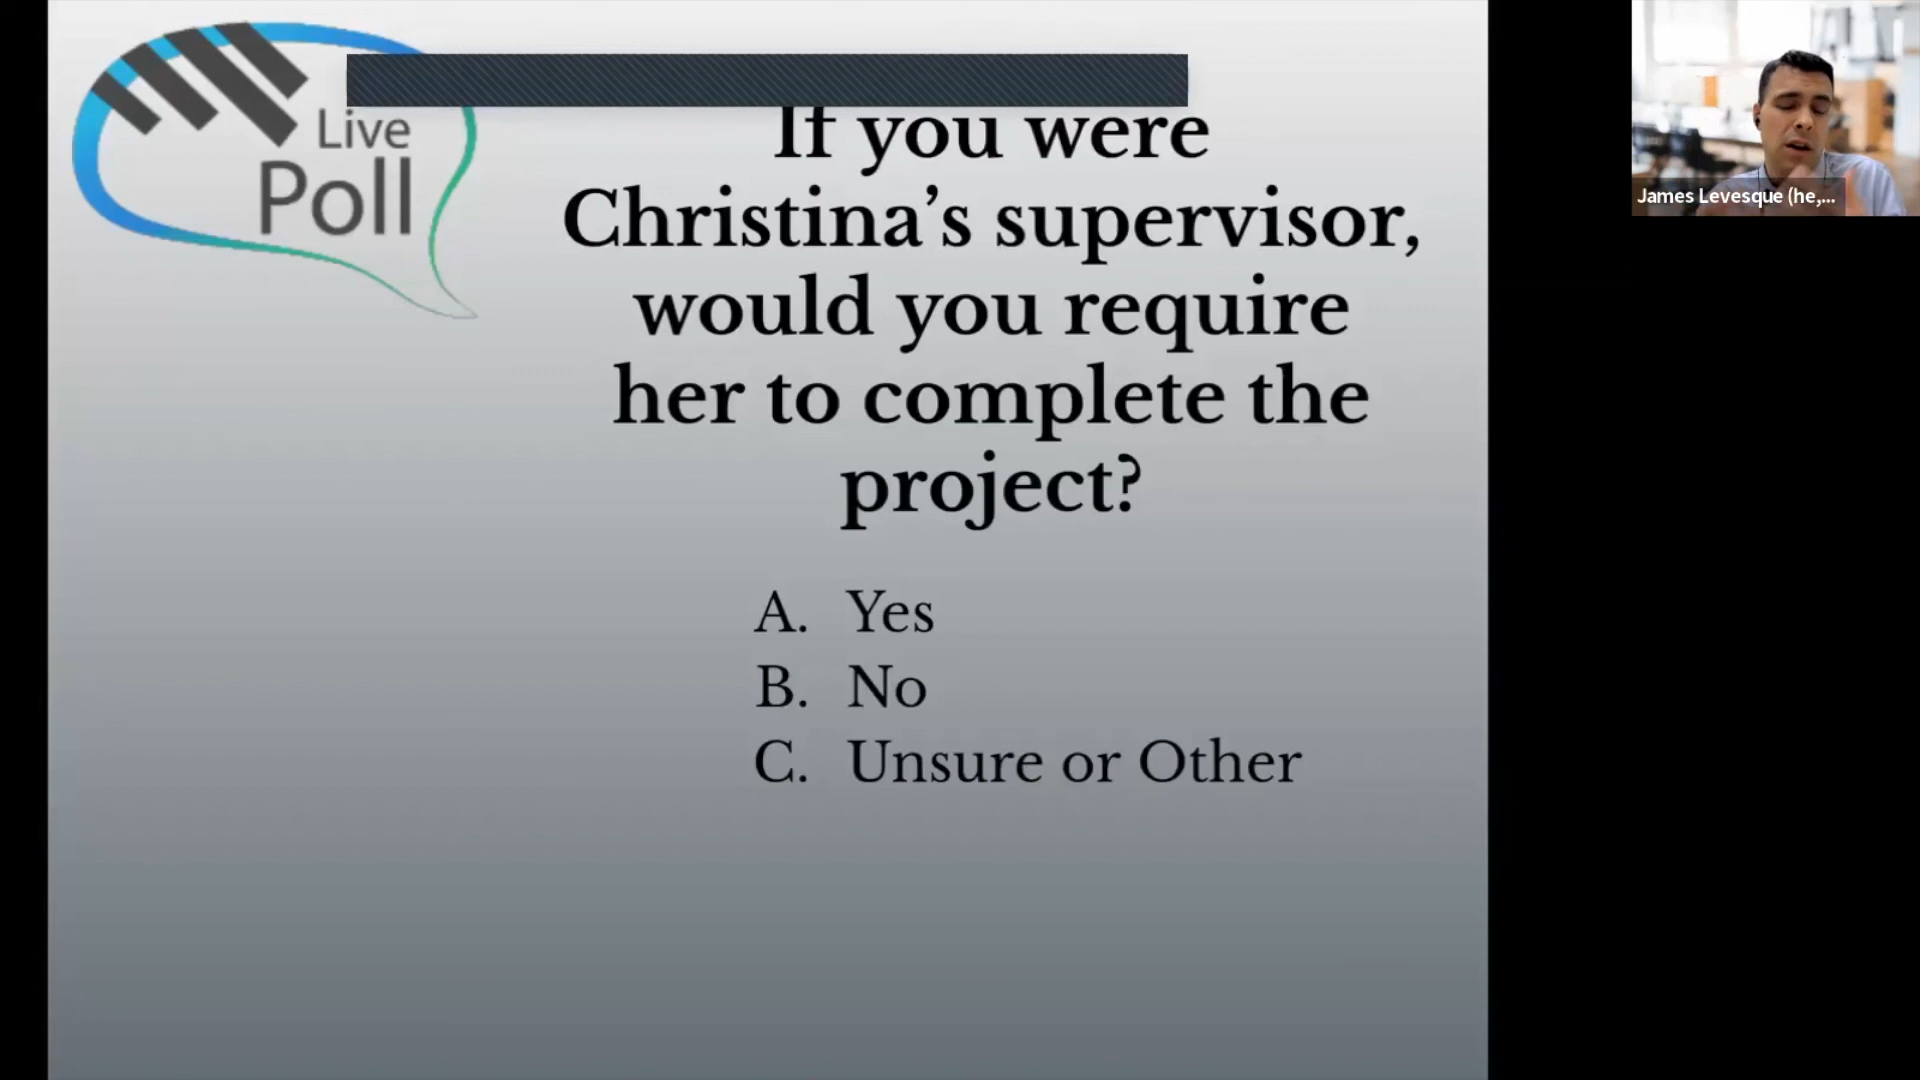 Live
Poll
If you were
Christina’s supervisor,
would you require
her to complete the
project?
A. Yes
B. No
C. Unsure or Other
James Levesque (he,...